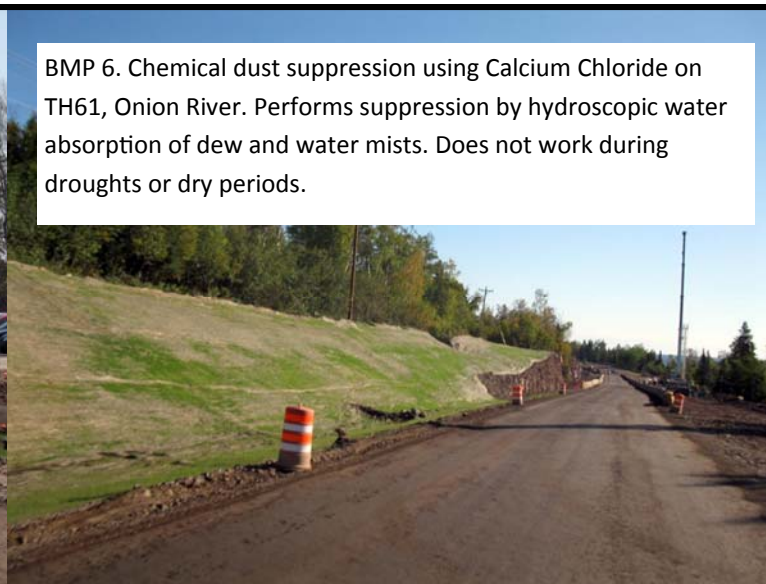 BMP 6. Chemical dust suppression using Calcium Chloride on
TH61, Onion River. Performs suppression by hydroscopic water
absorption of dew and water mists. Does not work during
droughts or dry periods.